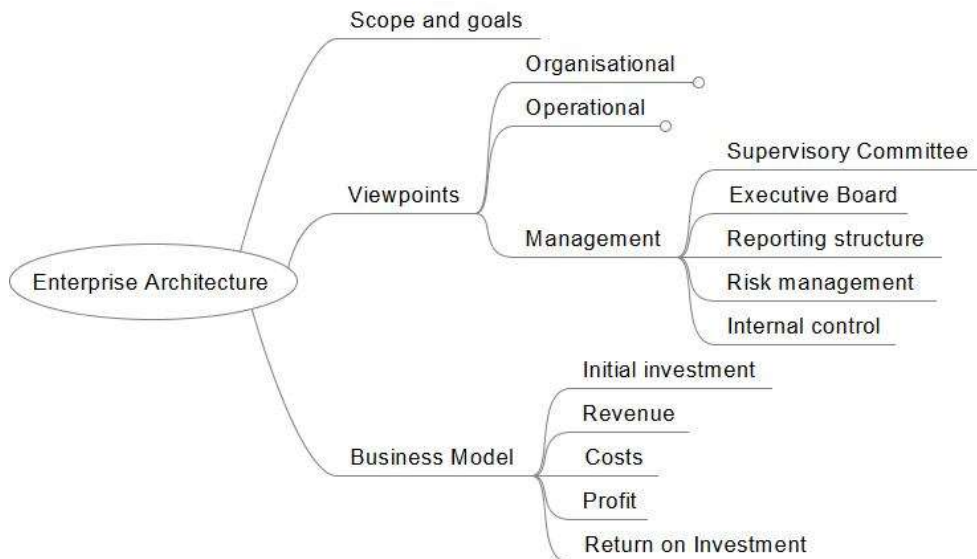 Scope and goals
Organisational
Operational
Supervisory Committee
Viewpoints
Executive Board
Management
Reporting structure
Enterprise Architecture
Risk management
Internal control
Initial investment
Revenue
Business Model
Costs
Profit
Return on Investment